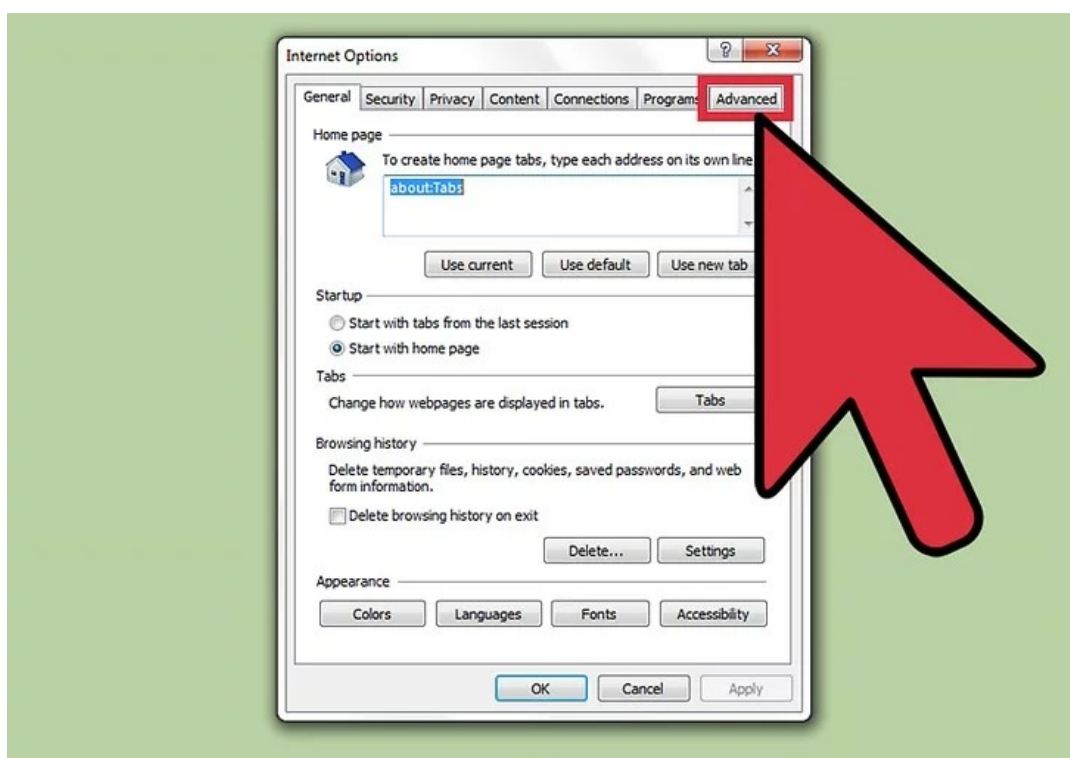 Internet Options
General Security Privacy Content Connections Programs Advanced
Home page
To create home page tabs, type each address on its own line
about:Tabs
Use current Use default Use new tab
Startup
Start with tabs from the last session
Start with home page
Tabs
Change how webpages are displayed in tabs. Tabs
Browsing history
Delete temporary files, history, cookies, saved passwords, and web
form information.
Delete browsing history on exit
Delete... Settings
Appearance
Colors Languages Fonts Accessibility
OK Cancel Apply